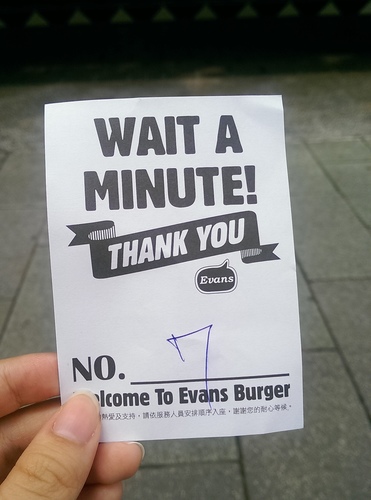 WAIT A
MINUTE!
THANK YOU
Evans
NO. 7
elcome To Evans Burger
熱愛及支持，請依服務人員安排順序入座，謝謝您的耐心等候。